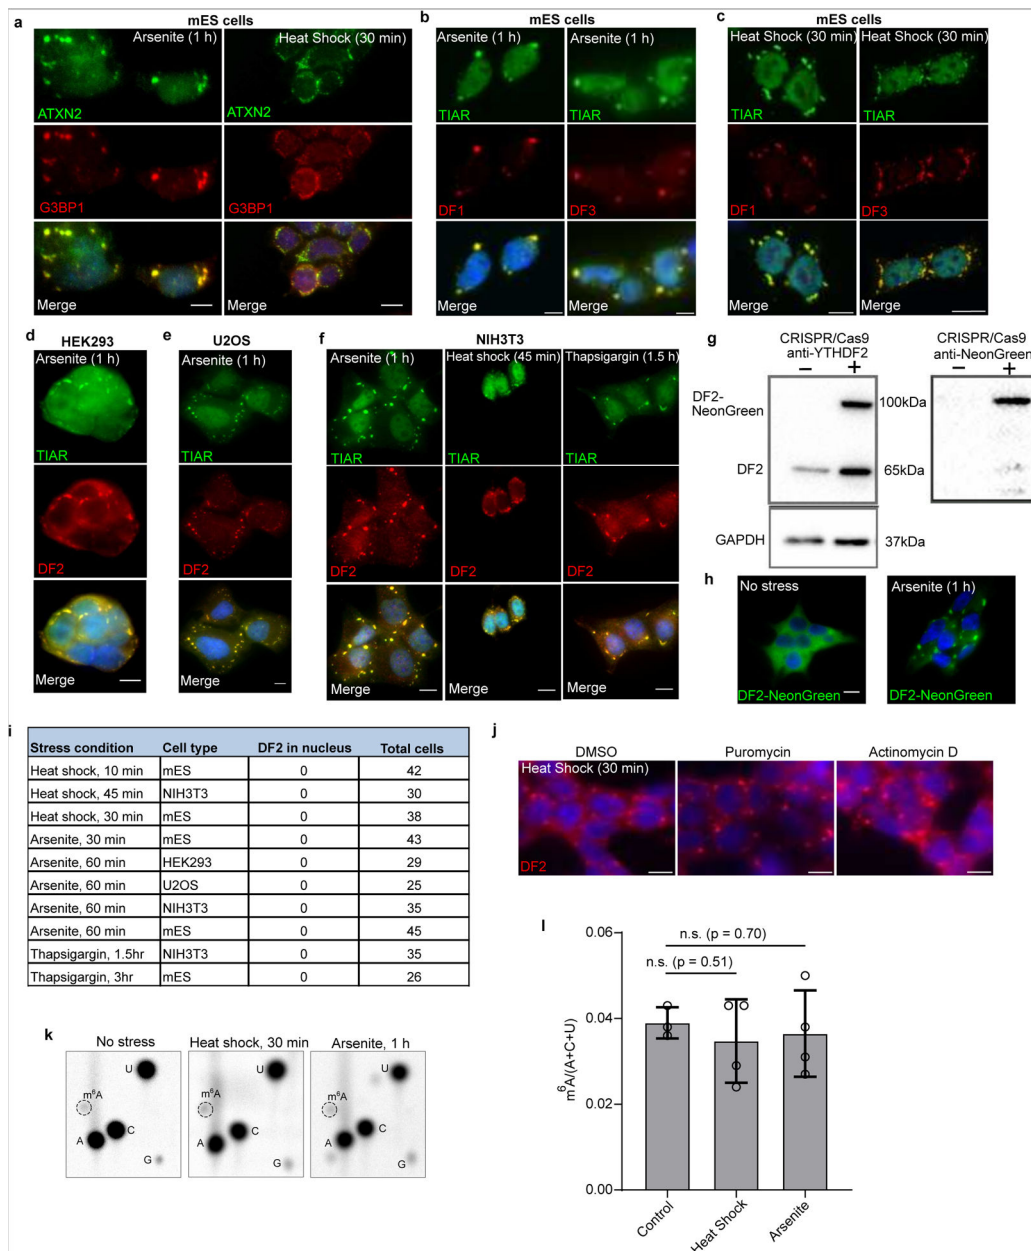 a
mES cells
Arsenite (1 h)
Heat Shock (30 min)
ATXN2
ATXN2
G3BP1
G3BP1
Merge
Merge
b
mES cells
Arsenite (1 h)
Arsenite (1 h)
TIAR
TIAR
DF1
DF3
Merge
Merge
c
mES cells
Heat Shock (30 min)
Heat Shock (30 min)
TIAR
TIAR
DF1
DF3
Merge
Merge
d
HEK293
Arsenite (1 h)
TIAR
DF2
Merge
e
U2OS
Arsenite (1 h)
TIAR
DF2
Merge
f
NIH3T3
Arsenite (1 h)
Heat shock (45 min)
Thapsigargin (1.5 h)
TIAR
TIAR
TIAR
DF2
DF2
DF2
Merge
Merge
Merge
g
CRISPR/Cas9
anti-YTHDF2
CRISPR/Cas9
anti-NeonGreen
− +
− +
DF2-
NeonGreen
100kDa
DF2
65kDa
GAPDH
37kDa
h
No stress
Arsenite (1 h)
DF2-NeonGreen
DF2-NeonGreen
i
Stress condition Cell type DF2 in nucleus Total cells
Heat shock, 10 min mES 0 42
Heat shock, 45 min NIH3T3 0 30
Heat shock, 30 min mES 0 38
Arsenite, 30 min mES 0 43
Arsenite, 60 min HEK293 0 29
Arsenite, 60 min U2OS 0 25
Arsenite, 60 min NIH3T3 0 35
Arsenite, 60 min mES 0 45
Thapsigargin, 1.5hr NIH3T3 0 35
Thapsigargin, 3hr mES 0 26
j
DMSO
Puromycin
Actinomycin D
Heat Shock (30 min)
DF2
k
No stress
Heat shock, 30 min
Arsenite, 1 h
U
m⁶A
A
C
G
U
m⁶A
A
C
G
U
m⁶A
A
C
G
l
0.06
n.s. (p = 0.70)
n.s. (p = 0.51)
0.04
0.04
0.00
m⁶A/(A+C+U)
Control
Heat Shock
Arsenite